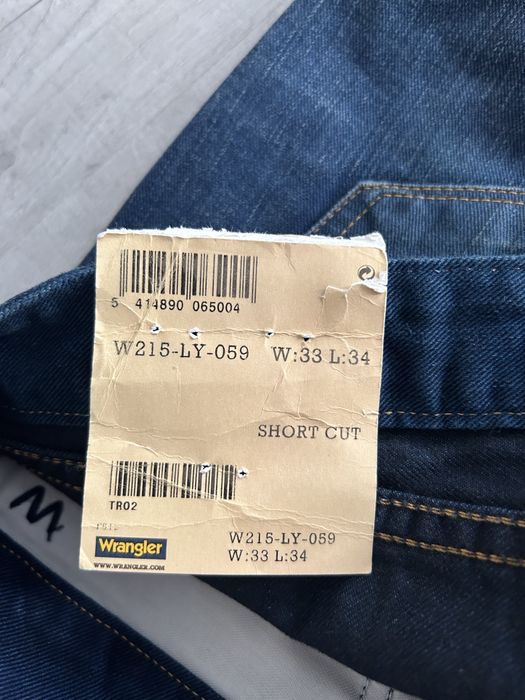 5 414890 065004
W215-LY-059 W:33 L:34
SHORT CUT
TR02
Wrangler
WWW.WRANGLER.COM
W215-LY-059
W:33 L:34